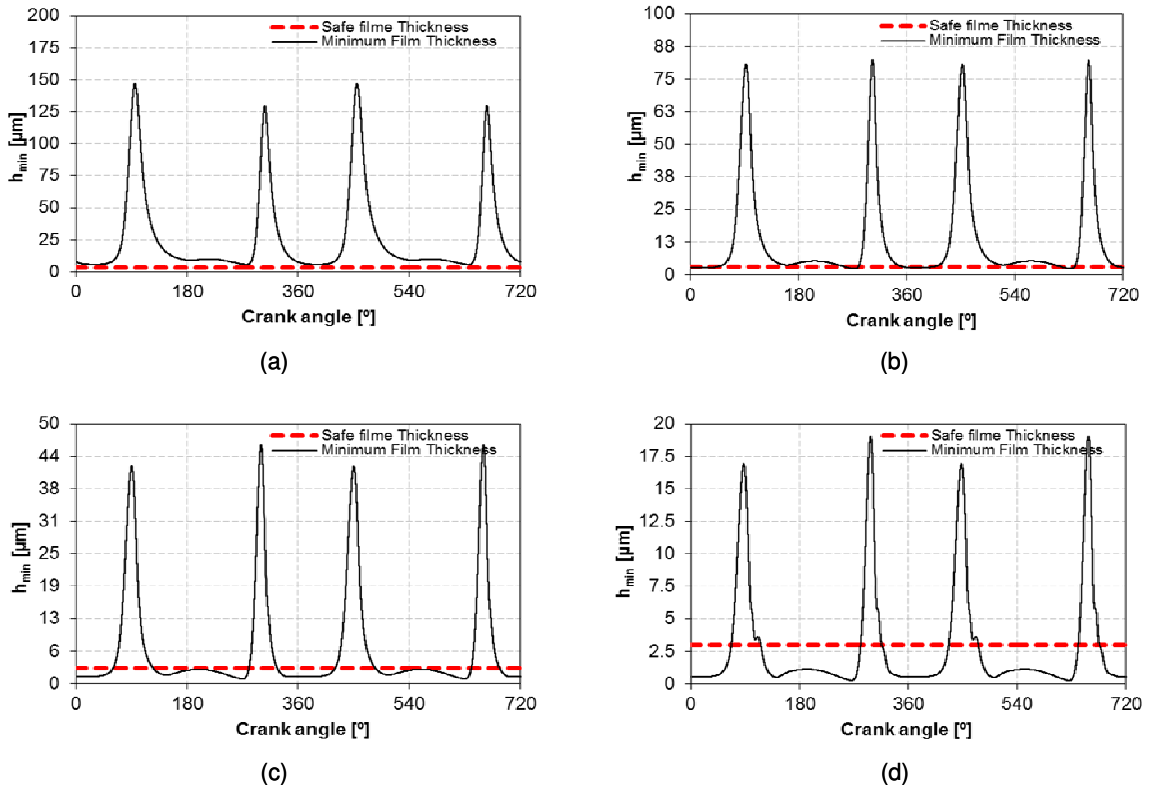 200
175
150
125
100
75
50
25
0
h_min [µm]
Safe filme Thickness
Minimum Film Thickness
0 180 360 540 720
Crank angle [º]
(a)
100
88
75
63
50
38
25
13
0
h_min [µm]
Safe filme Thickness
Minimum Film Thickness
0 180 360 540 720
Crank angle [º]
(b)
50
44
38
31
25
19
13
6
0
h_min [µm]
Safe filme Thickness
Minimum Film Thickness
0 180 360 540 720
Crank angle [º]
(c)
20
17.5
15
12.5
10
7.5
5
2.5
0
h_min [µm]
Safe filme Thickness
Minimum Film Thickness
0 180 360 540 720
Crank angle [º]
(d)